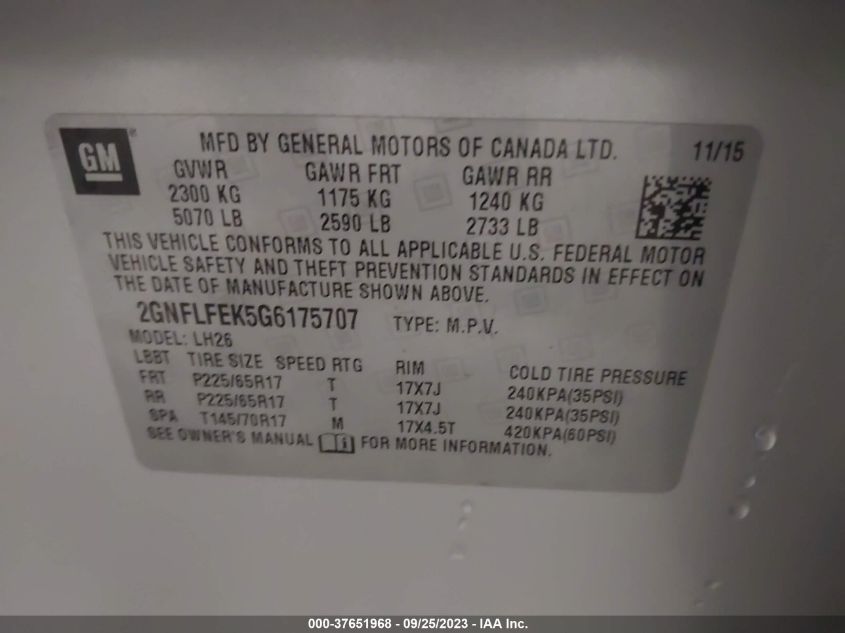 GM ®
MFD BY GENERAL MOTORS OF CANADA LTD. 11/15
GVWR GAWR FRT GAWR RR
2300 KG 1175 KG 1240 KG
5070 LB 2590 LB 2733 LB
THIS VEHICLE CONFORMS TO ALL APPLICABLE U.S. FEDERAL MOTOR
VEHICLE SAFETY AND THEFT PREVENTION STANDARDS IN EFFECT ON
THE DATE OF MANUFACTURE SHOWN ABOVE.
2GNFLFEK5G6175707 TYPE: M.P.V.
MODEL: LH26
LBBT TIRE SIZE SPEED RTG RIM COLD TIRE PRESSURE
FRT P225/65R17 T 17X7J 240KPA(35PSI)
RR P225/65R17 T 17X7J 240KPA(35PSI)
SPA T145/70R17 M 17X4.5T 420KPA(60PSI)
SEE OWNER'S MANUAL i FOR MORE INFORMATION.
000-37651968 - 09/25/2023 - IAA Inc.